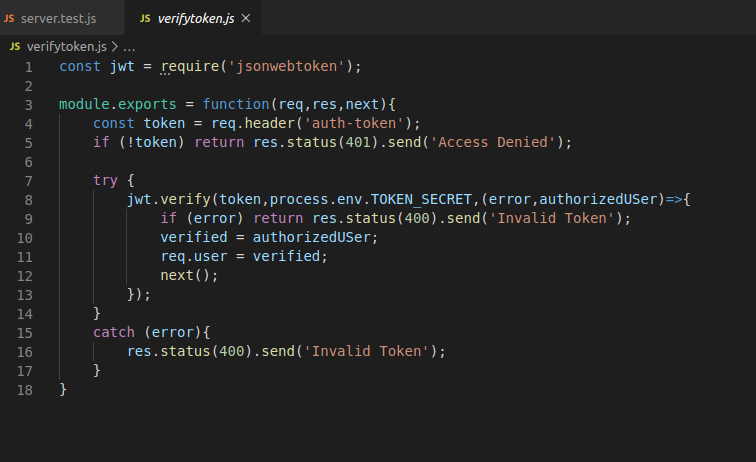 JS server.test.js JS verifytoken.js ×
JS verifytoken.js > ...
1 const jwt = require('jsonwebtoken');
2
3 module.exports = function(req,res,next){
4 const token = req.header('auth-token');
5 if (!token) return res.status(401).send('Access Denied');
6
7 try {
8 jwt.verify(token,process.env.TOKEN_SECRET,(error,authorizedUSer)=>{
9 if (error) return res.status(400).send('Invalid Token');
10 verified = authorizedUSer;
11 req.user = verified;
12 next();
13 });
14 }
15 catch (error){
16 res.status(400).send('Invalid Token');
17 }
18 }